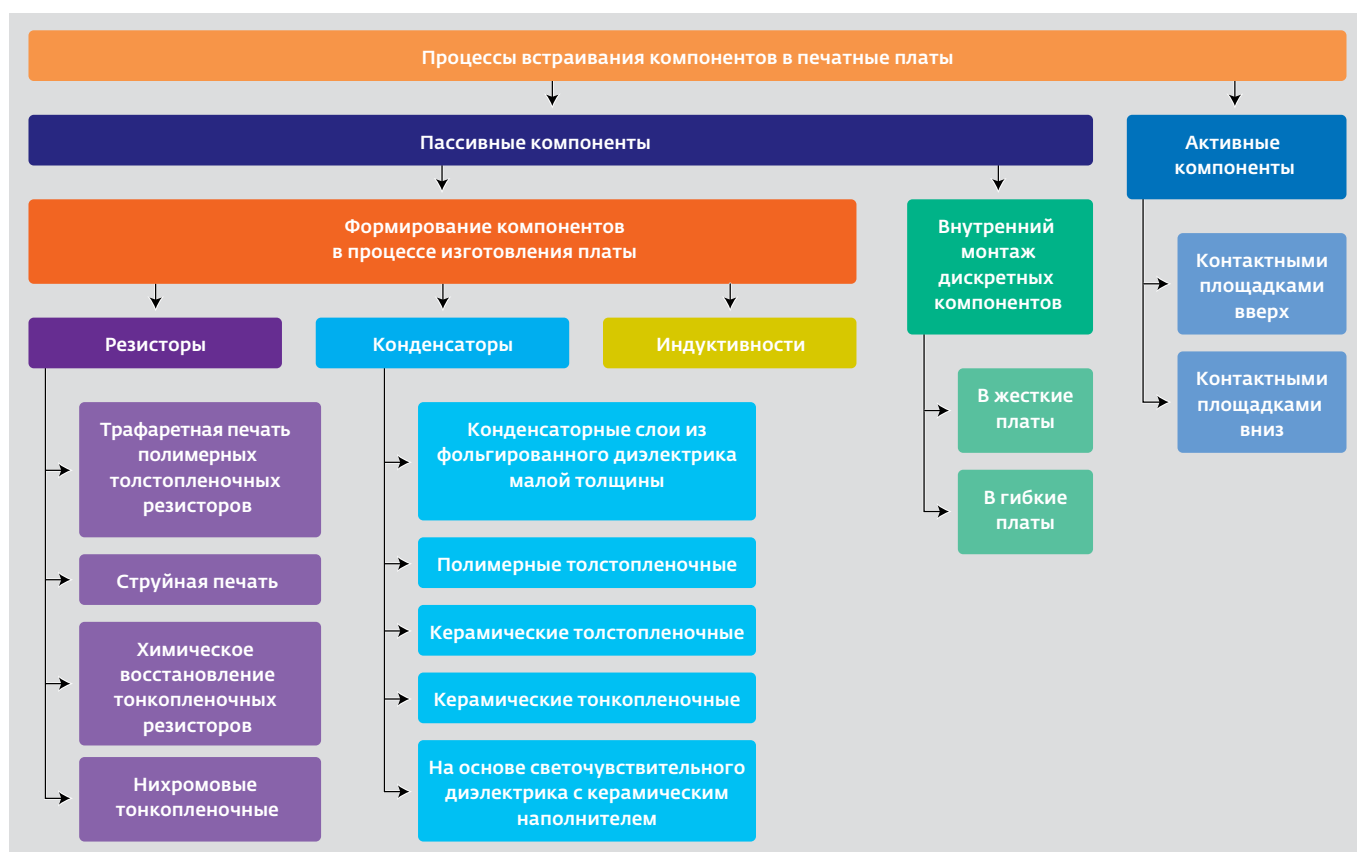 Процессы встраивания компонентов в печатные платы
Пассивные компоненты
Активные
компоненты
Формирование компонентов
в процессе изготовления платы
Внутренний
монтаж
дискретных
компонентов
Контактными
площадками
вверх
Контактными
площадками
вниз
Резисторы
Конденсаторы
Индуктивности
В жесткие
платы
В гибкие
платы
Трафаретная печать
полимерных
толстопленочных
резисторов
Струйная печать
Химическое
восстановление
тонкопленочных
резисторов
Нихромовые
тонкопленочные
Конденсаторные слои из
фольгированного диэлектрика
малой толщины
Полимерные толстопленочные
Керамические толстопленочные
Керамические тонкопленочные
На основе светочувствительного
диэлектрика с керамическим
наполнителем